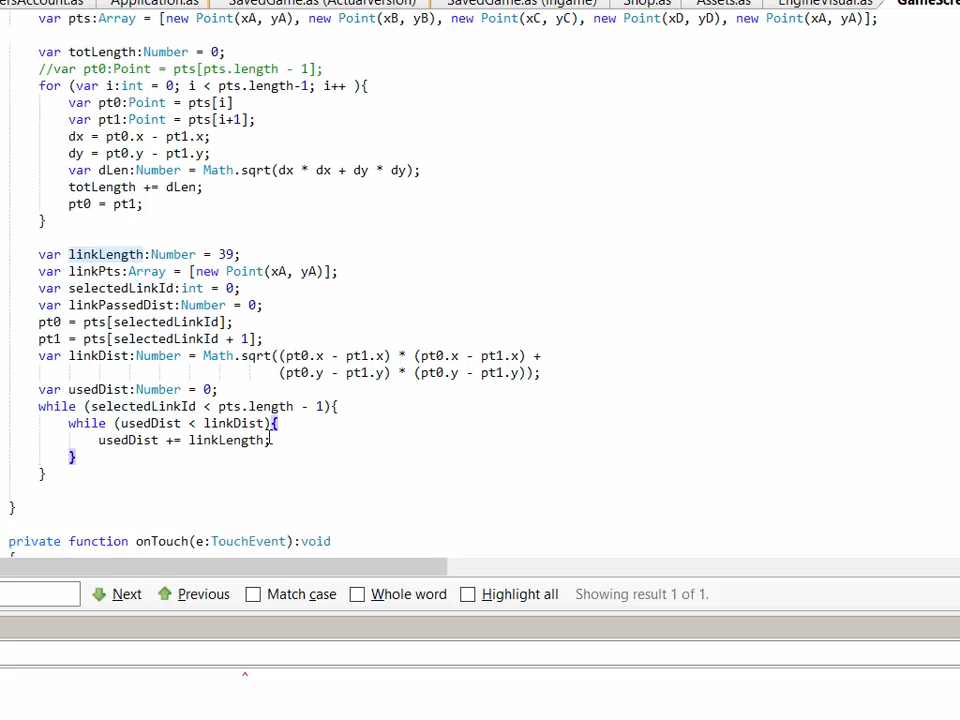 ersAccount.as Application.as SavedGame.as (ActualVersion) SavedGame.as (Ingame) Shop.as Assets.as EngineVisual.as GameScre
var pts:Array = [new Point(xA, yA), new Point(xB, yB), new Point(xC, yC), new Point(xD, yD), new Point(xA, yA)];
var totLength:Number = 0;
//var pt0:Point = pts[pts.length - 1];
for (var i:int = 0; i < pts.length-1; i++ ){
var pt0:Point = pts[i]
var pt1:Point = pts[i+1];
dx = pt0.x - pt1.x;
dy = pt0.y - pt1.y;
var dLen:Number = Math.sqrt(dx * dx + dy * dy);
totLength += dLen;
pt0 = pt1;
}
var linkLength:Number = 39;
var linkPts:Array = [new Point(xA, yA)];
var selectedLinkId:int = 0;
var linkPassedDist:Number = 0;
pt0 = pts[selectedLinkId];
pt1 = pts[selectedLinkId + 1];
var linkDist:Number = Math.sqrt((pt0.x - pt1.x) * (pt0.x - pt1.x) +
(pt0.y - pt1.y) * (pt0.y - pt1.y));
var usedDist:Number = 0;
while (selectedLinkId < pts.length - 1){
while (usedDist < linkDist){
usedDist += linkLength;
}
}
}
private function onTouch(e:TouchEvent):void
{
Next Previous Match case Whole word Highlight all Showing result 1 of 1.
^